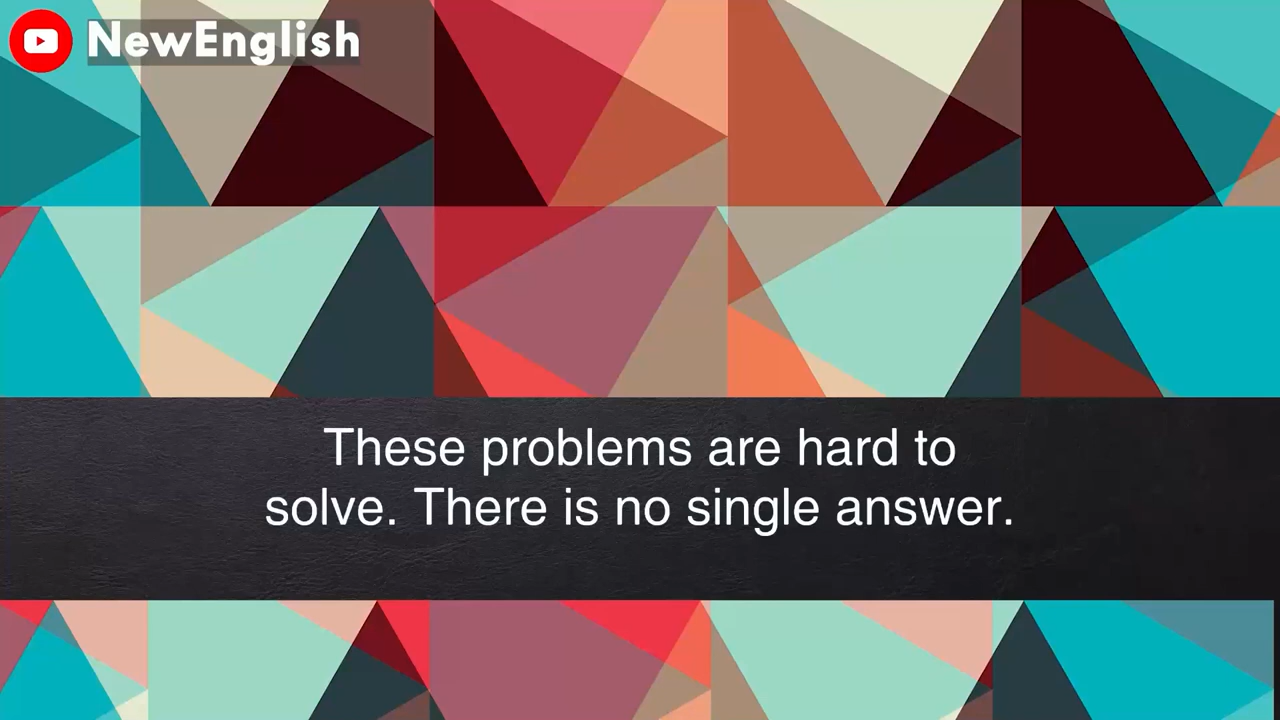 NewEnglish
These problems are hard to
solve. There is no single answer.